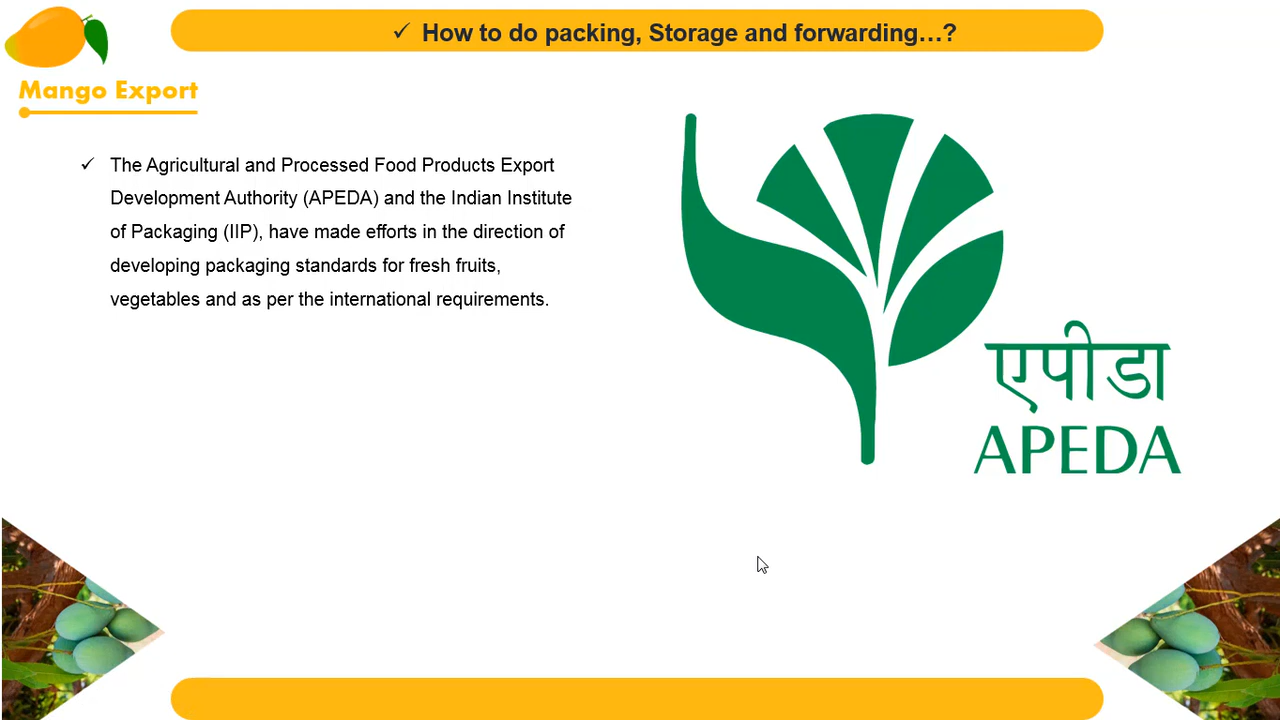 ✓ How to do packing, Storage and forwarding…?
Mango Export
✓ The Agricultural and Processed Food Products Export
Development Authority (APEDA) and the Indian Institute
of Packaging (IIP), have made efforts in the direction of
developing packaging standards for fresh fruits,
vegetables and as per the international requirements.
एपीडा
APEDA